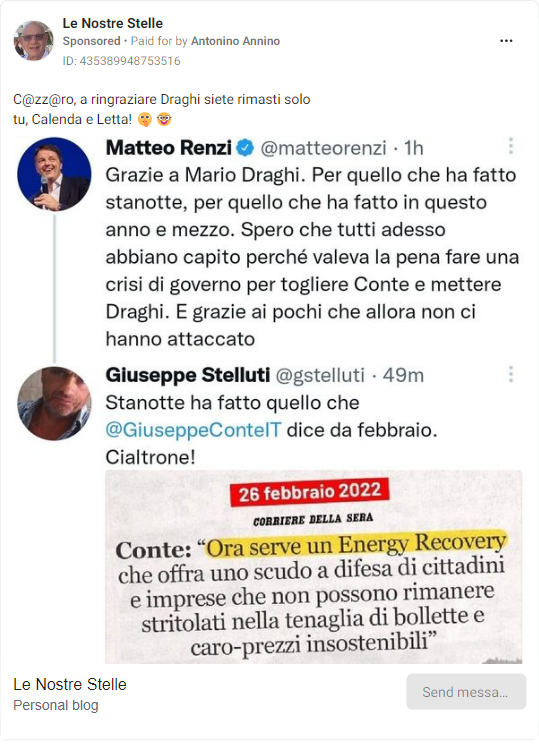 Le Nostre Stelle
Sponsored • Paid for by Antonino Annino
ID: 435389948753516
C@zz@ro, a ringraziare Draghi siete rimasti solo
tu, Calenda e Letta! 🤫 🤓
Matteo Renzi @matteorenzi · 1h
Grazie a Mario Draghi. Per quello che ha fatto
stanotte, per quello che ha fatto in questo
anno e mezzo. Spero che tutti adesso
abbiano capito perché valeva la pena fare una
crisi di governo per togliere Conte e mettere
Draghi. E grazie ai pochi che allora non ci
hanno attaccato
Giuseppe Stelluti @gstelluti · 49m
Stanotte ha fatto quello che
@GiuseppeConteIT dice da febbraio.
Cialtrone!
26 febbraio 2022
CORRIERE DELLA SERA
Conte: “Ora serve un Energy Recovery
che offra uno scudo a difesa di cittadini
e imprese che non possono rimanere
stritolati nella tenaglia di bollette e
caro-prezzi insostenibili”
Le Nostre Stelle
Personal blog
Send messa...